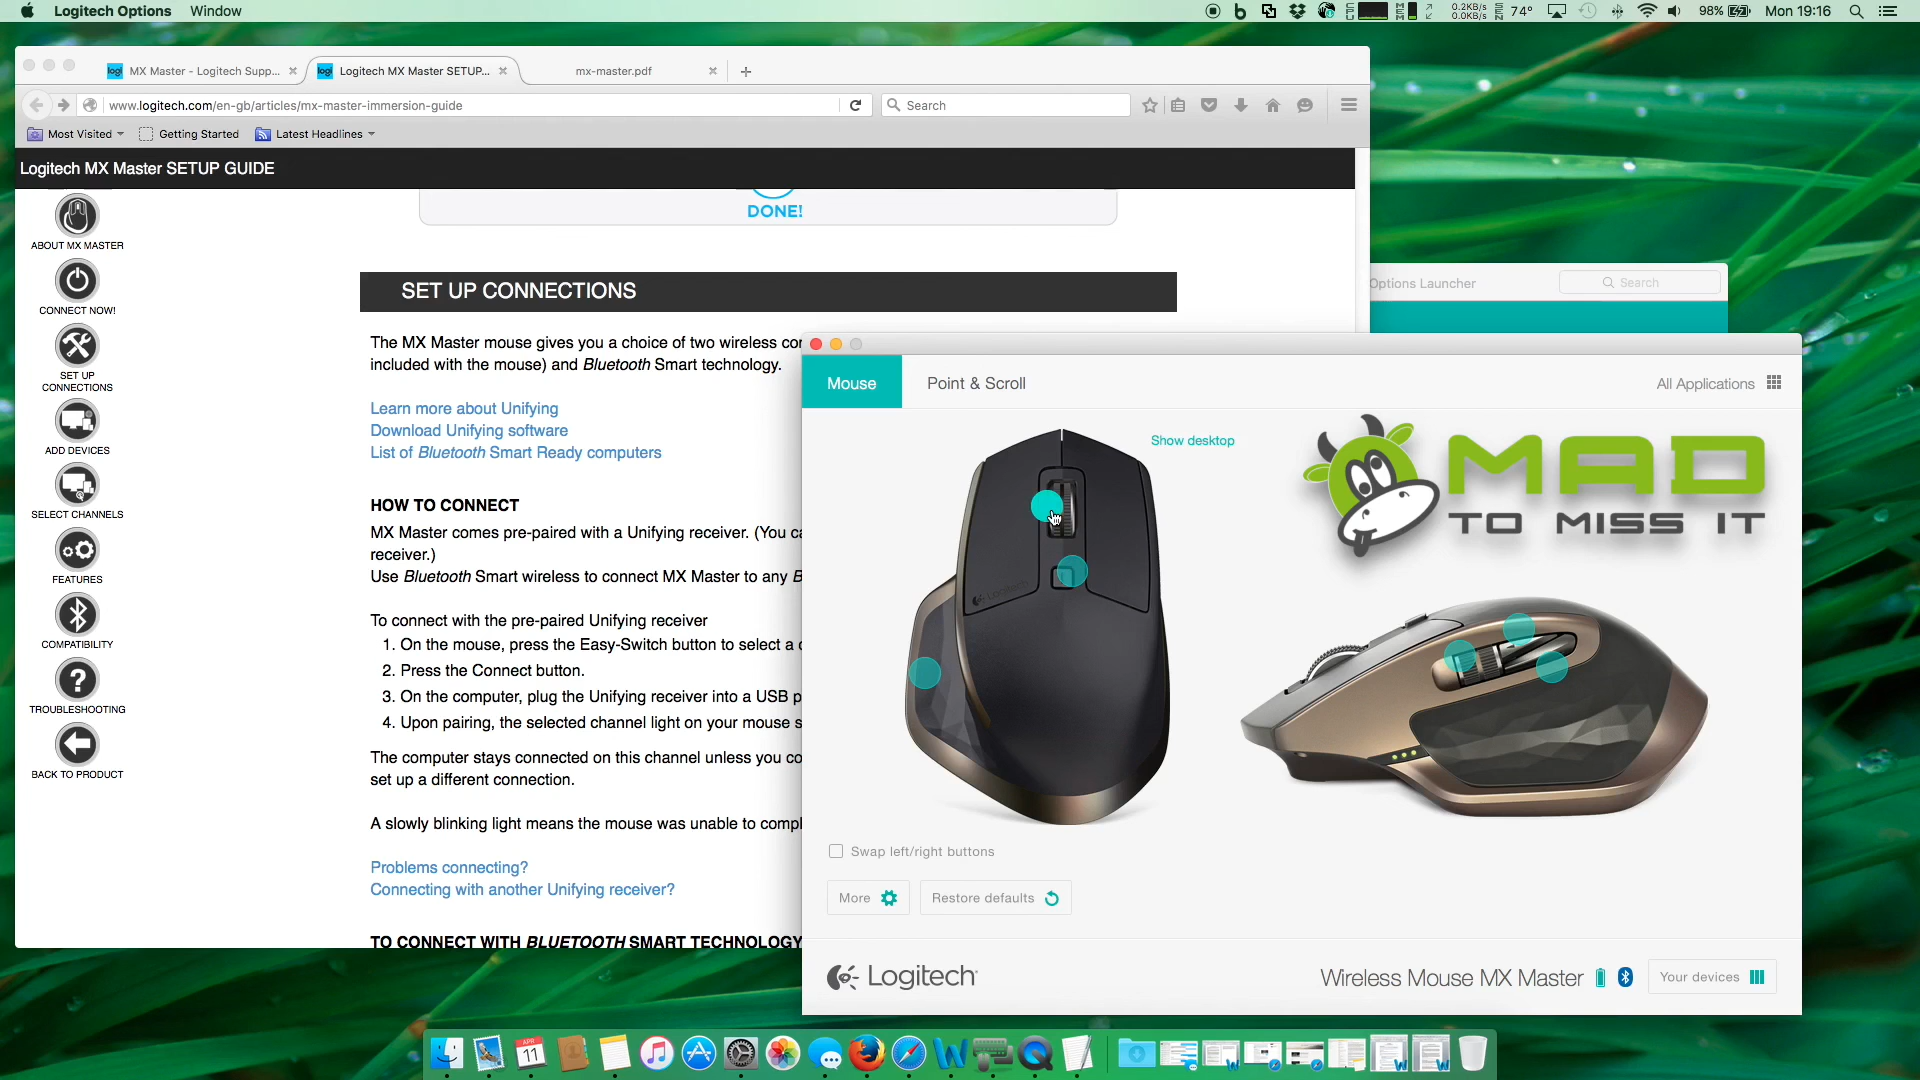 Logitech Options Window
0.2KB/s
0.0KB/s
74° 98% Mon 19:16
MX Master - Logitech Supp...
Logitech MX Master SETUP...
mx-master.pdf
www.logitech.com/en-gb/articles/mx-master-immersion-guide
Search
Most Visited
Getting Started
Latest Headlines
Logitech MX Master SETUP GUIDE
ABOUT MX MASTER
CONNECT NOW!
SET UP
CONNECTIONS
ADD DEVICES
SELECT CHANNELS
FEATURES
COMPATIBILITY
TROUBLESHOOTING
BACK TO PRODUCT
DONE!
SET UP CONNECTIONS
The MX Master mouse gives you a choice of two wireless con
included with the mouse) and Bluetooth Smart technology.
Learn more about Unifying
Download Unifying software
List of Bluetooth Smart Ready computers
HOW TO CONNECT
MX Master comes pre-paired with a Unifying receiver. (You ca
receiver.)
Use Bluetooth Smart wireless to connect MX Master to any B
To connect with the pre-paired Unifying receiver
1. On the mouse, press the Easy-Switch button to select a c
2. Press the Connect button.
3. On the computer, plug the Unifying receiver into a USB p
4. Upon pairing, the selected channel light on your mouse s
The computer stays connected on this channel unless you co
set up a different connection.
A slowly blinking light means the mouse was unable to compl
Problems connecting?
Connecting with another Unifying receiver?
TO CONNECT WITH BLUETOOTH SMART TECHNOLOGY
Options Launcher
Search
Mouse
Point & Scroll
All Applications
Show desktop
MAD
TO MISS IT
Logitech
Swap left/right buttons
More
Restore defaults
Logitech
Wireless Mouse MX Master
Your devices
APR
11